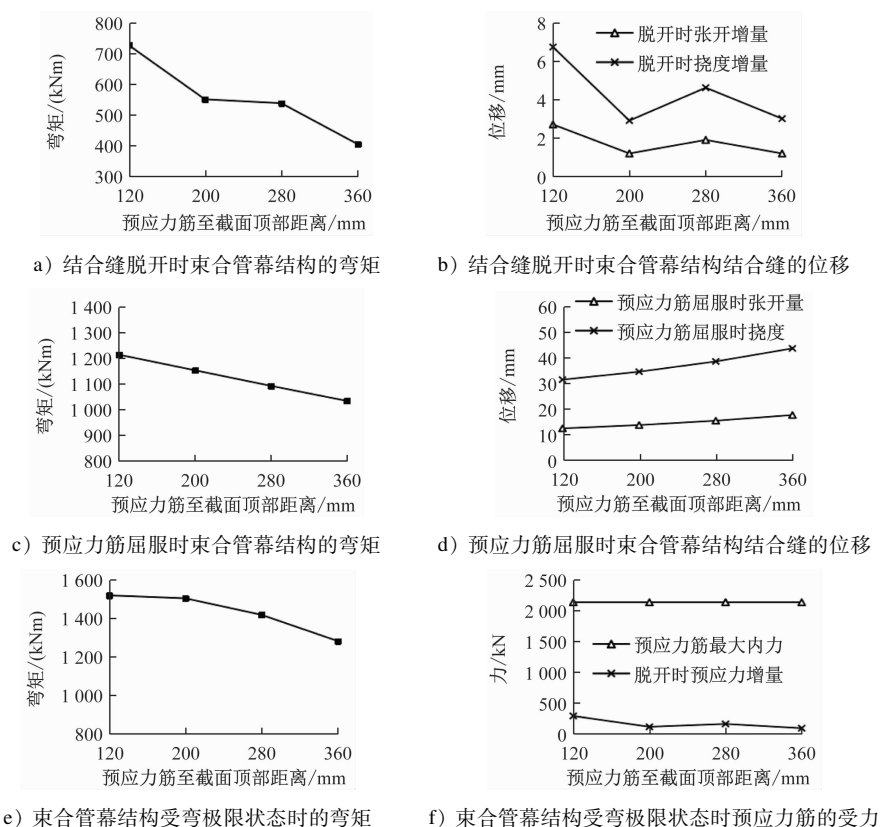 800
700
600
500
400
300
弯矩/(kNm)
120 200 280 360
预应力筋至截面顶部距离/mm
a）结合缝脱开时束合管幕结构的弯矩
8
6
4
2
0
位移/mm
脱开时张开增量
脱开时挠度增量
120 200 280 360
预应力筋至截面顶部距离/mm
b）结合缝脱开时束合管幕结构结合缝的位移
1 400
1 300
1 200
1 100
1 000
900
800
弯矩/(kNm)
120 200 280 360
预应力筋至截面顶部距离/mm
c）预应力筋屈服时束合管幕结构的弯矩
60
50
40
30
20
10
0
位移/mm
预应力筋屈服时张开量
预应力筋屈服时挠度
120 200 280 360
预应力筋至截面顶部距离/mm
d）预应力筋屈服时束合管幕结构结合缝的位移
1 600
1 400
1 200
1 000
800
弯矩/(kNm)
120 200 280 360
预应力筋至截面顶部距离/mm
e）束合管幕结构受弯极限状态时的弯矩
2 500
2 000
1 500
1 000
500
0
力/kN
预应力筋最大内力
脱开时预应力增量
120 200 280 360
预应力筋至截面顶部距离/mm
f）束合管幕结构受弯极限状态时预应力筋的受力